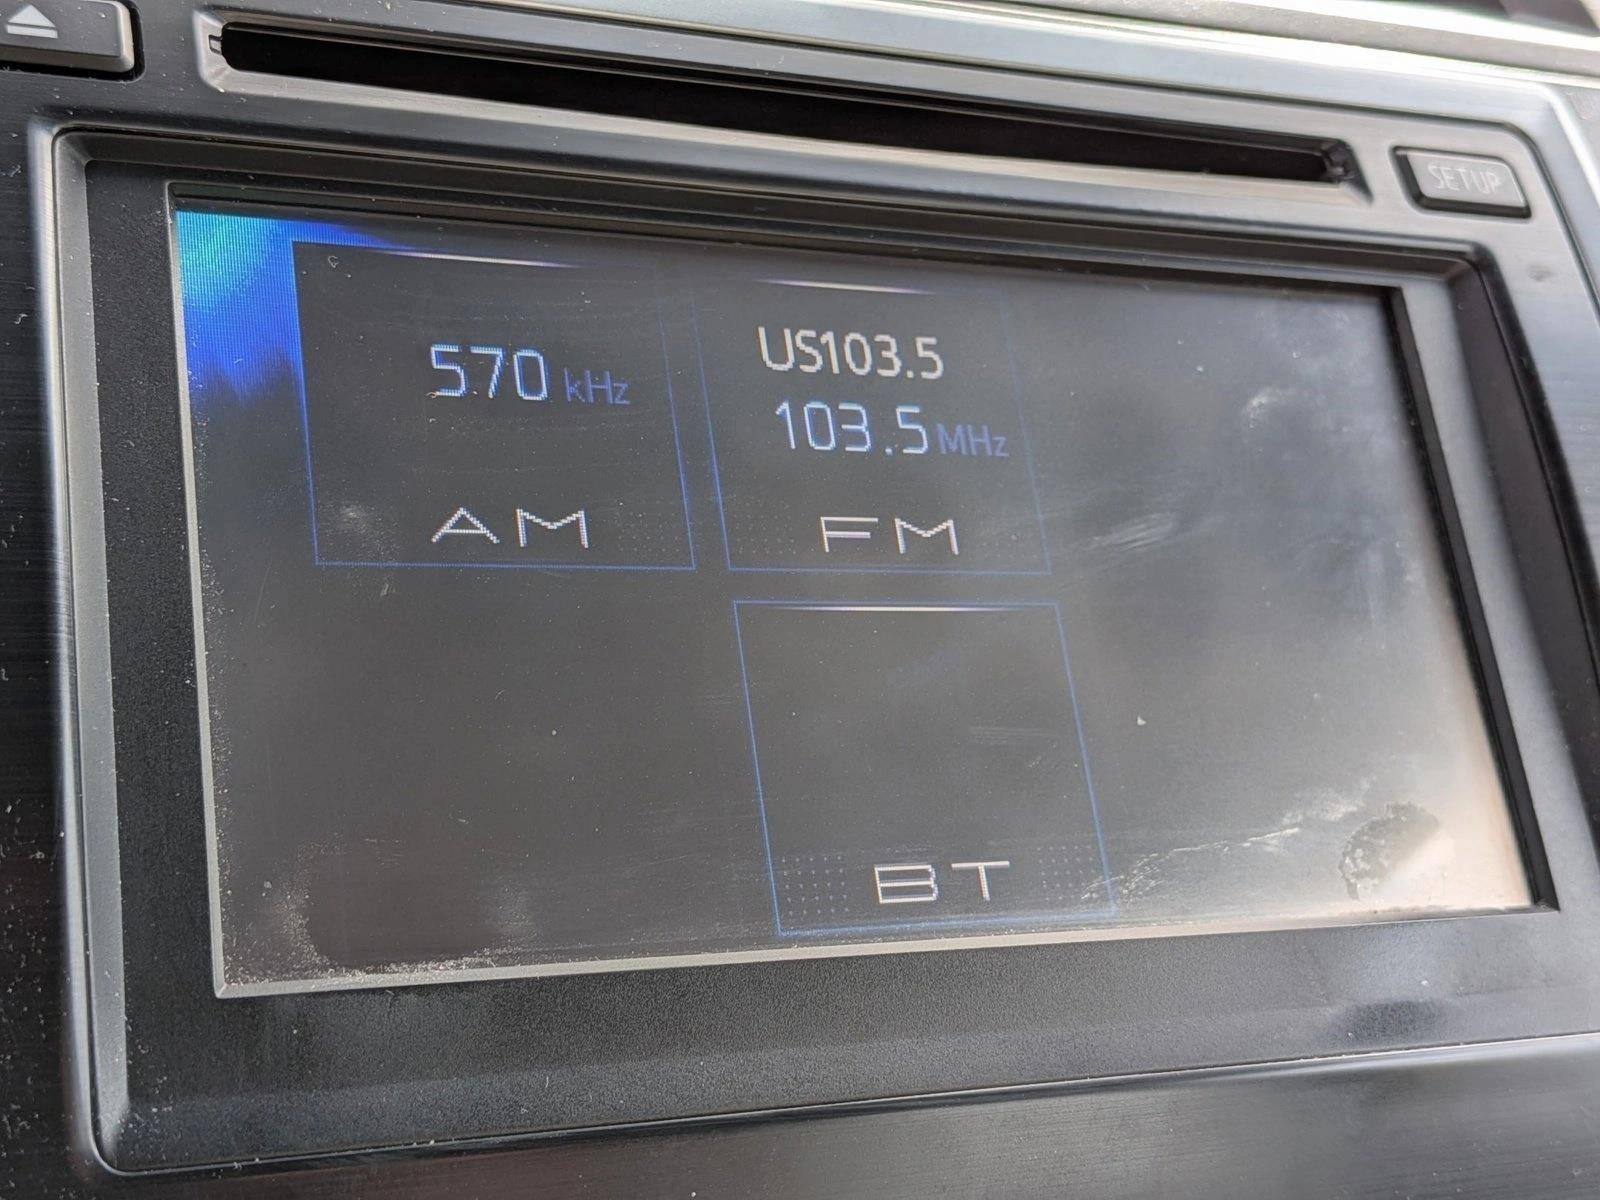 SETUP
570 kHz
AM
US103.5
103.5 MHz
FM
BT